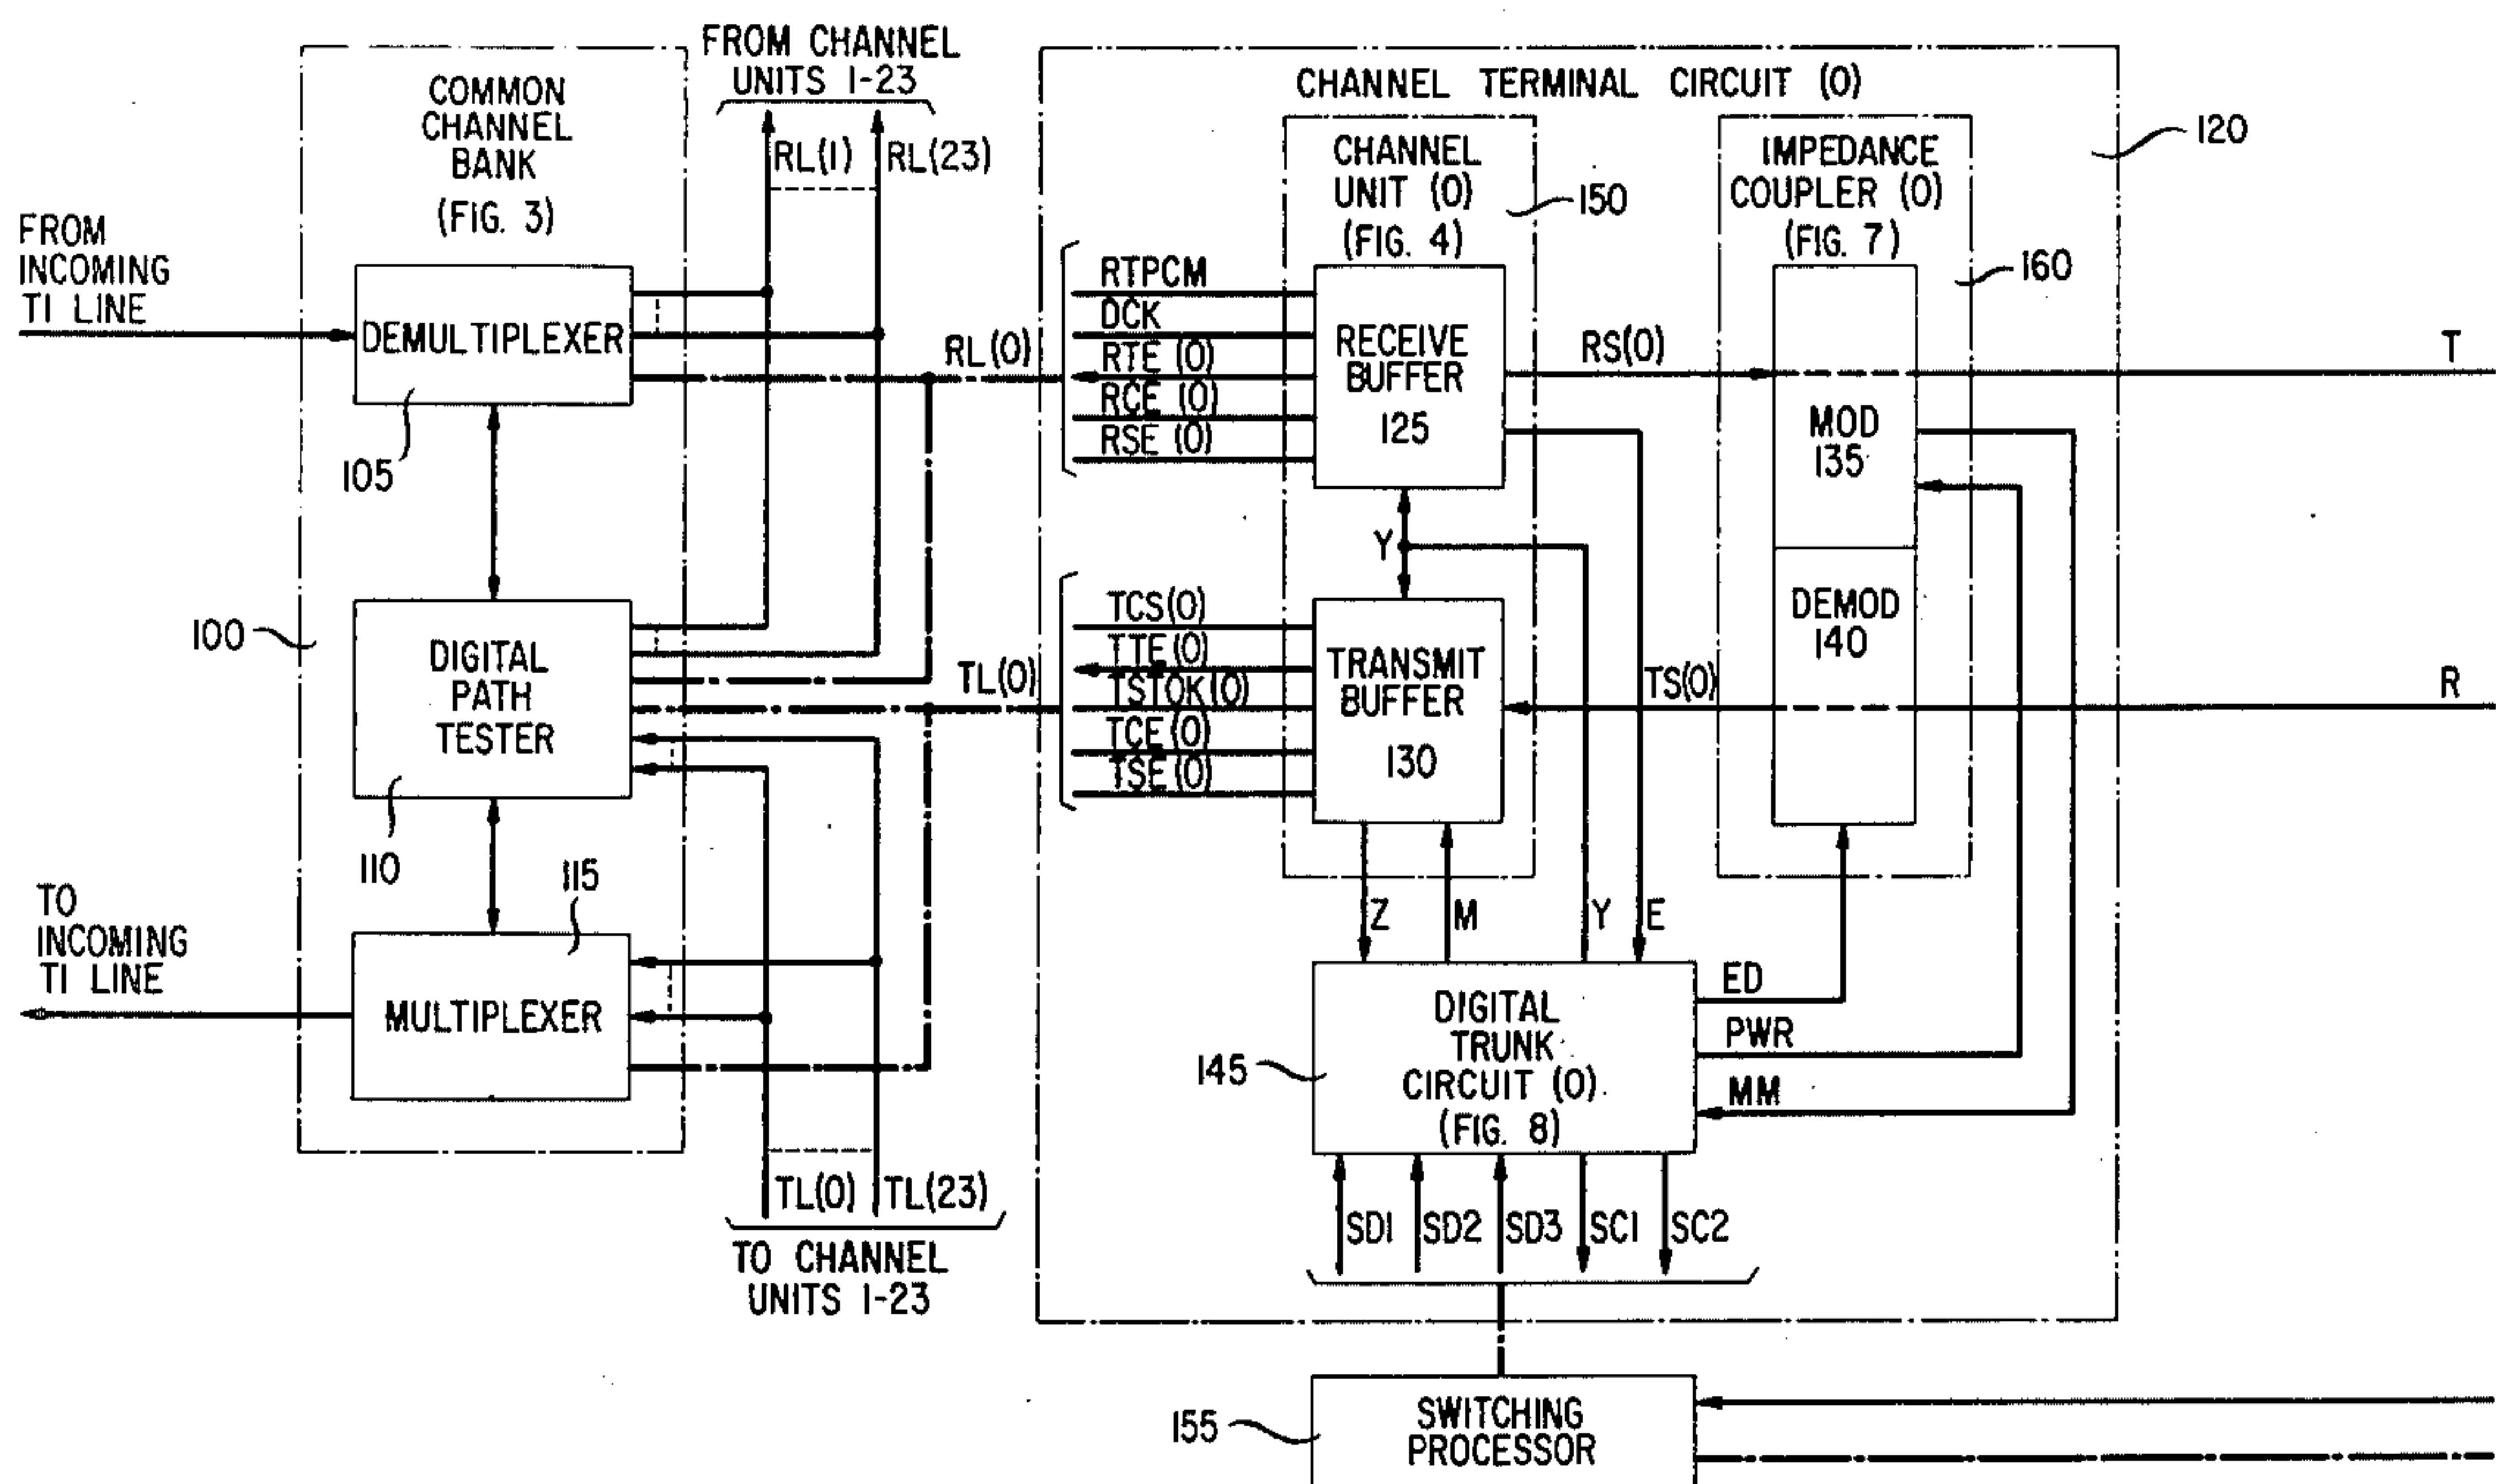 FROM CHANNEL
UNITS 1-23
COMMON
CHANNEL
BANK
(FIG. 3)
RL(1)
RL(23)
FROM
INCOMING
T1 LINE
DEMULTIPLEXER
105
RL(0)
100
DIGITAL
PATH
TESTER
110
TL(0)
TO
INCOMING
T1 LINE
115
MULTIPLEXER
TL(0)
TL(23)
TO CHANNEL
UNITS 1-23
CHANNEL TERMINAL CIRCUIT (0)
120
CHANNEL
UNIT (0)
(FIG. 4)
150
IMPEDANCE
COUPLER (0)
(FIG. 7)
160
RTPCM
DCK
RTE (0)
RCE (0)
RSE (0)
RECEIVE
BUFFER
125
RS(0)
MOD
135
T
Y
TCS(0)
TTE(0)
TSTOK(0)
TCE(0)
TSE(0)
TRANSMIT
BUFFER
130
TS(0)
DEMOD
140
R
Z
M
Y
E
DIGITAL
TRUNK
CIRCUIT (0)
(FIG. 8)
145
ED
PWR
MM
SD1
SD2
SD3
SC1
SC2
155
SWITCHING
PROCESSOR